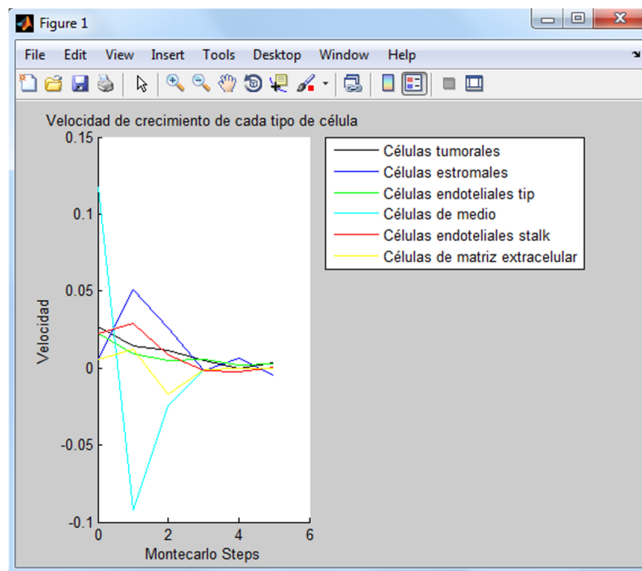 Figure 1
File Edit View Insert Tools Desktop Window Help
Velocidad de crecimiento de cada tipo de célula
0.15
0.1
0.05
0
-0.05
-0.1
Velocidad
0 2 4 6
Montecarlo Steps
Células tumorales
Células estromales
Células endoteliales tip
Células de medio
Células endoteliales stalk
Células de matriz extracelular